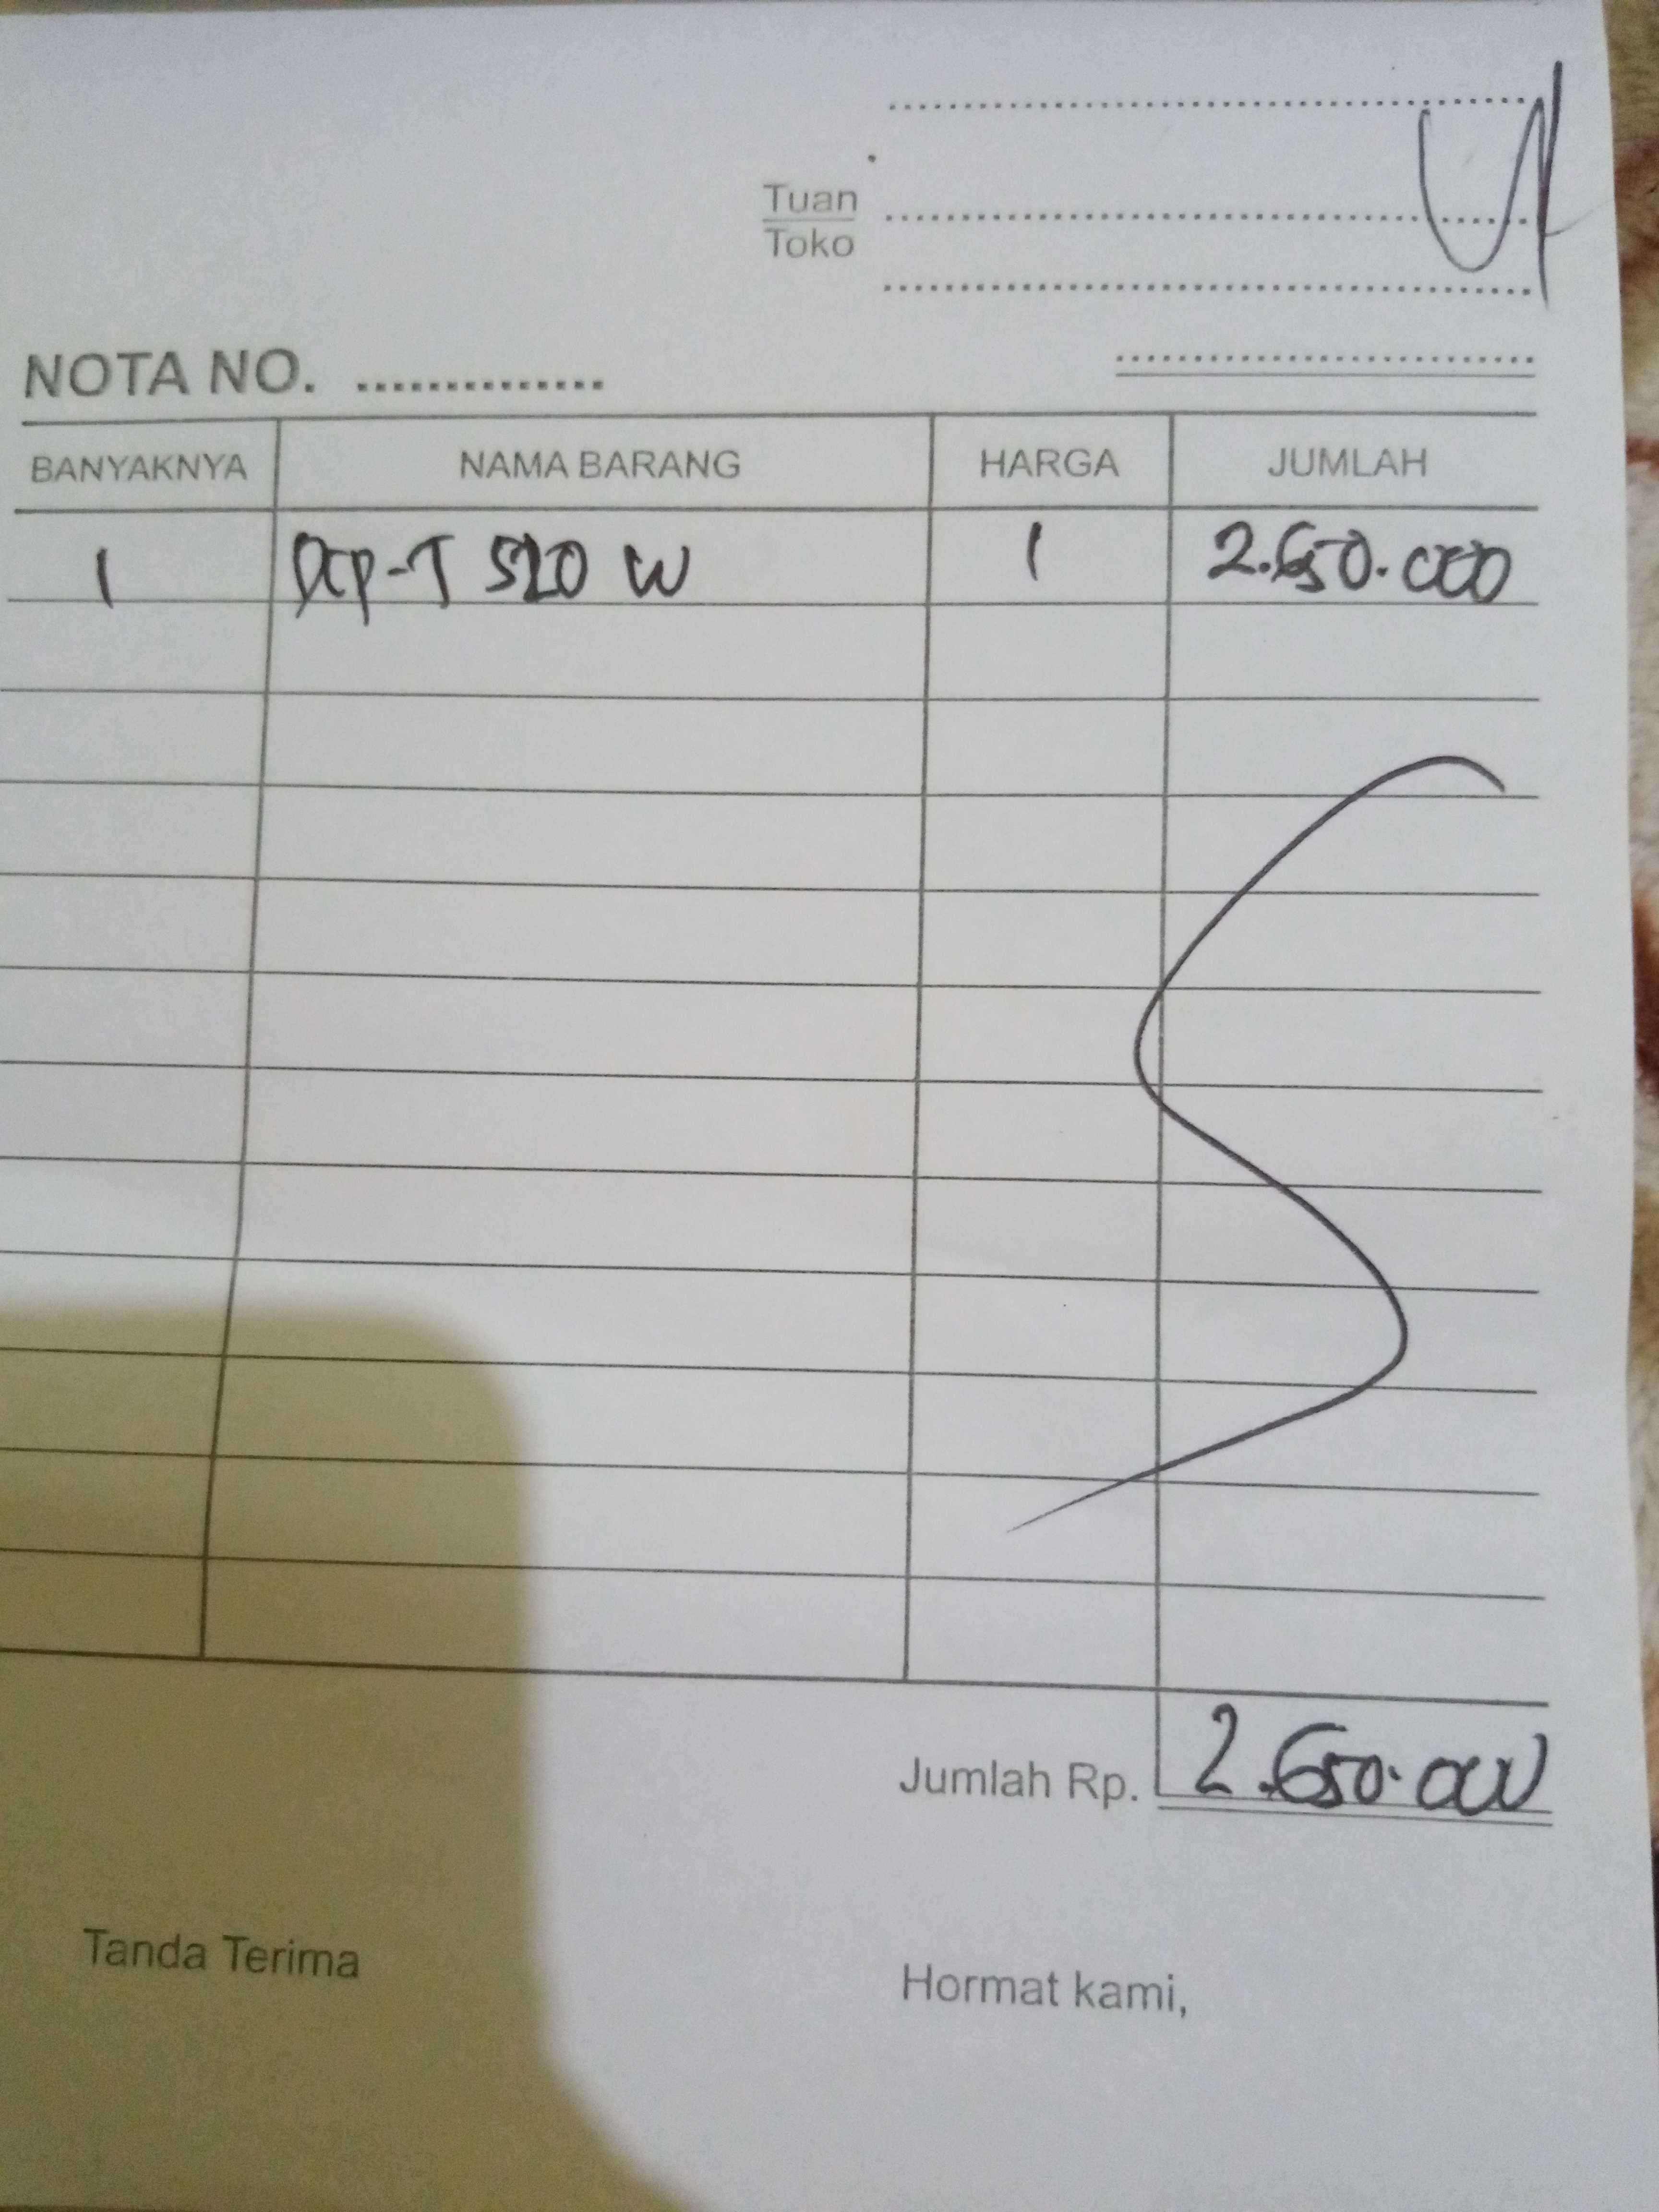 Tuan
Toko
NOTA NO. ..............
BANYAKNYA NAMA BARANG HARGA JUMLAH
1 DCP-T 520 W 1 2.650.000
Jumlah Rp. 2.650.000
Tanda Terima Hormat kami,